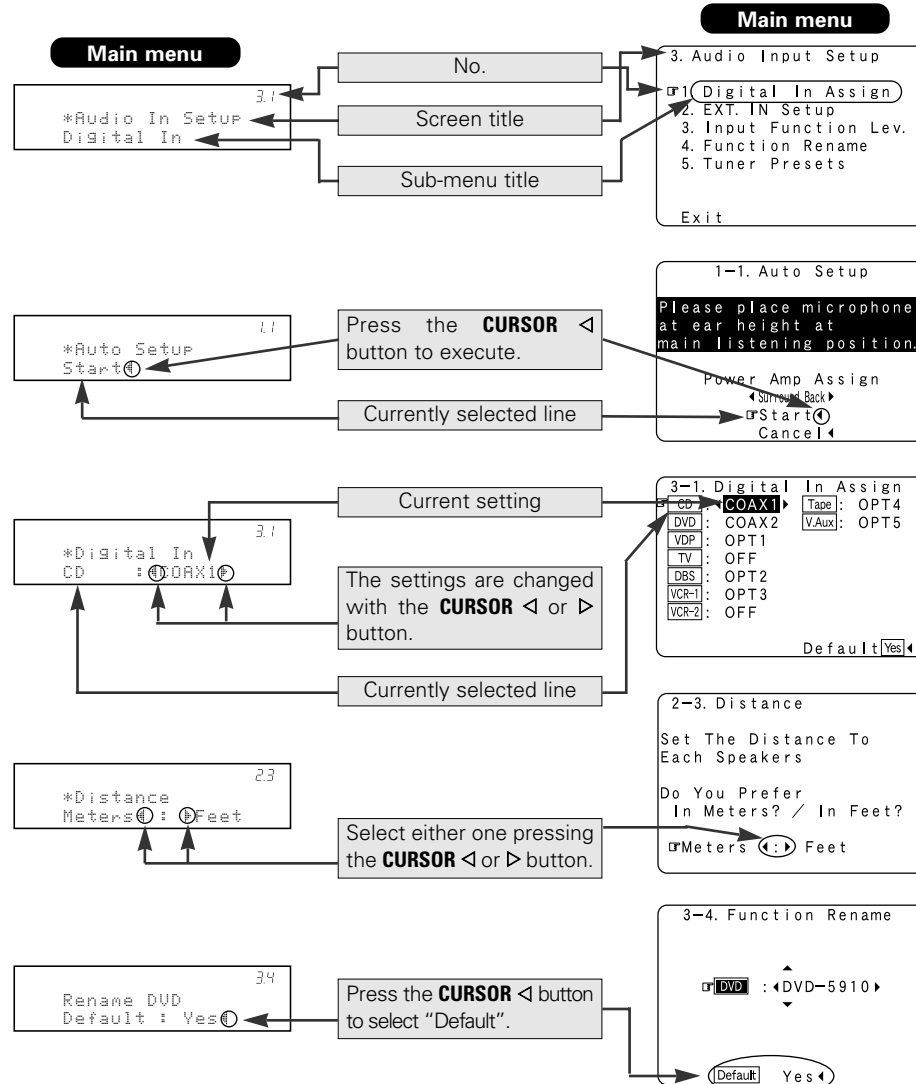 Main menu
3.1
*Audio In Setup
Digital In
No.
Screen title
Sub-menu title
Main menu
3. Audio Input Setup
☞1. Digital In Assign
2. EXT. IN Setup
3. Input Function Lev.
4. Function Rename
5. Tuner Presets
Exit
1.1
*Auto Setup
Start◀
Press the CURSOR ◁
button to execute.
Currently selected line
1-1. Auto Setup
Please place microphone
at ear height at
main listening position.
Power Amp Assign
◀Surround Back▶
☞Start◀
Cancel◀
3.1
*Digital In
CD :◀COAX1▶
Current setting
The settings are changed
with the CURSOR ◁ or ▷
button.
Currently selected line
3-1. Digital In Assign
☞CD :◀COAX1▶ Tape: OPT4
DVD : COAX2 V.Aux: OPT5
VDP : OPT1
TV : OFF
DBS : OPT2
VCR-1 : OPT3
VCR-2 : OFF
Default Yes◀
2.3
*Distance
Meters◀ : ▶Feet
Select either one pressing
the CURSOR ◁ or ▷ button.
2-3. Distance
Set The Distance To
Each Speakers
Do You Prefer
In Meters? / In Feet?
☞Meters ◀:▶ Feet
3.4
Rename DVD
Default : Yes◀
Press the CURSOR ◁ button
to select “Default”.
3-4. Function Rename
☞DVD :◀DVD-5910▶
Default Yes◀